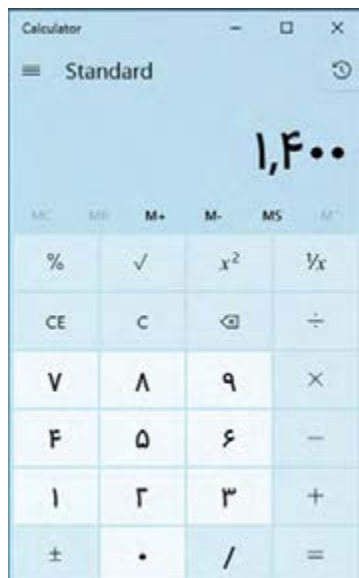 Calculator
Standard
۱,۴۰۰
MC MR M+ M- MS M˅
% √ x² ⅟x
CE C ⌫ ÷
۷ ۸ ۹ ×
۴ ۵ ۶ −
۱ ۲ ۳ +
± ۰ / =